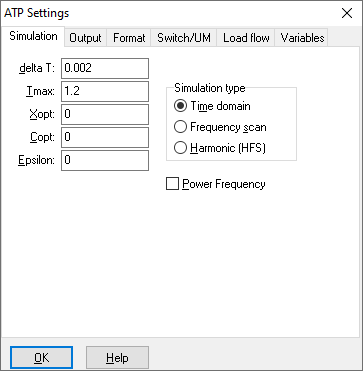 ATP Settings
Simulation Output Format Switch/UM Load flow Variables
delta T: 0.002
Tmax: 1.2
Xopt: 0
Copt: 0
Epsilon: 0
Simulation type
Time domain
Frequency scan
Harmonic (HFS)
Power Frequency
OK Help